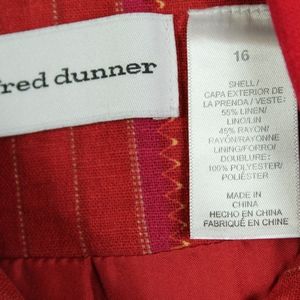 fred dunner
16
SHELL /
CAPA EXTERIOR DE
LA PRENDA / VESTE:
55% LINEN/
LINO/LIN
45% RAYON/
RAYÓN/RAYONNE
LINING/FORRO/
DOUBLURE:
100% POLYESTER/
POLIÉSTER
MADE IN
CHINA
HECHO EN CHINA
FABRIQUÉ EN CHINE